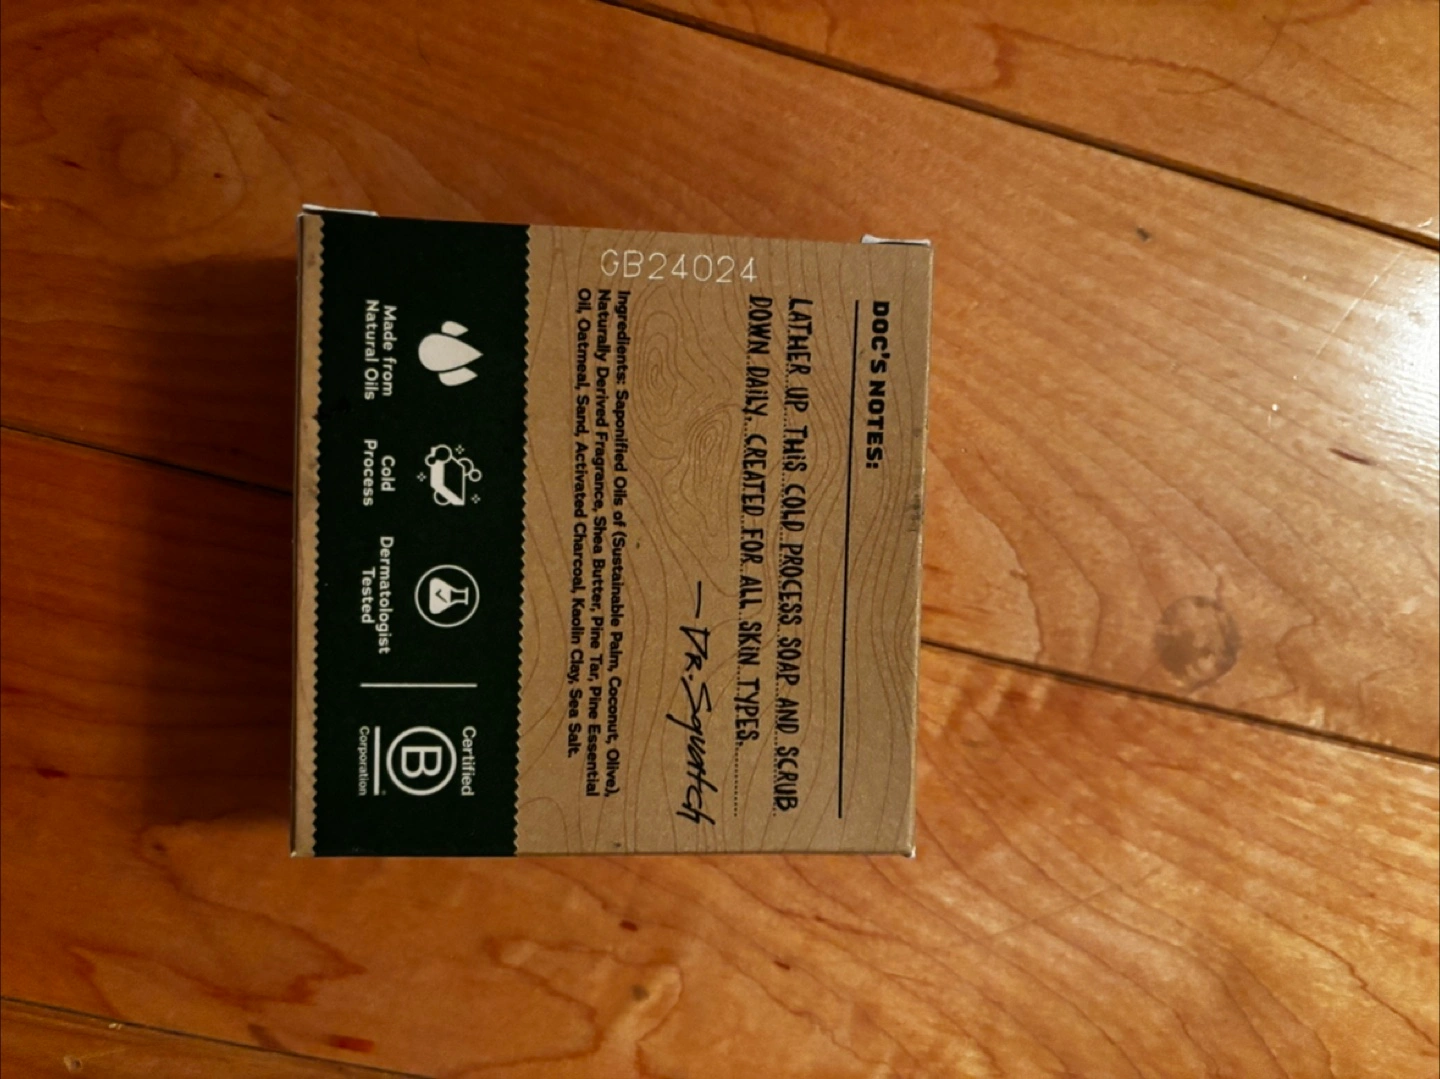 DOC'S NOTES:
LATHER UP THIS COLD PROCESS SOAP AND SCRUB
DOWN DAILY. CREATED FOR ALL SKIN TYPES.
—DR. Squatch
GB24024
Ingredients: Saponified Oils of (Sustainable Palm, Coconut, Olive),
Naturally Derived Fragrance, Shea Butter, Pine Tar, Pine Essential
Oil, Oatmeal, Sand, Activated Charcoal, Kaolin Clay, Sea Salt.
Made from
Natural Oils
Cold
Process
Dermatologist
Tested
Certified
B
Corporation